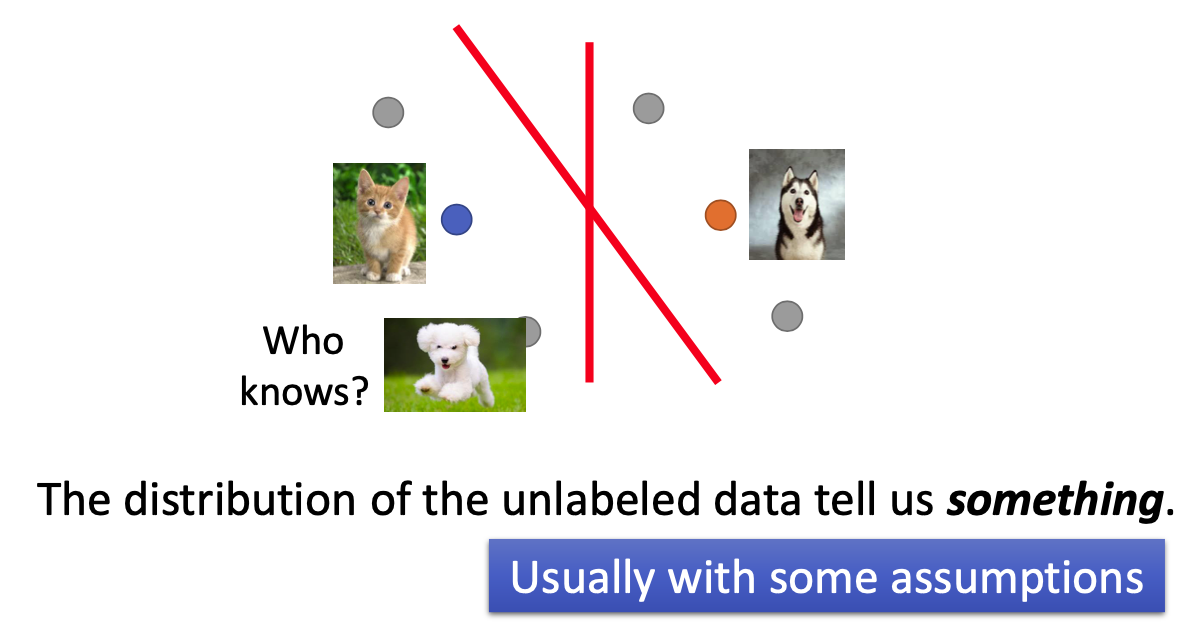 Who
knows?
The distribution of the unlabeled data tell us something.
Usually with some assumptions